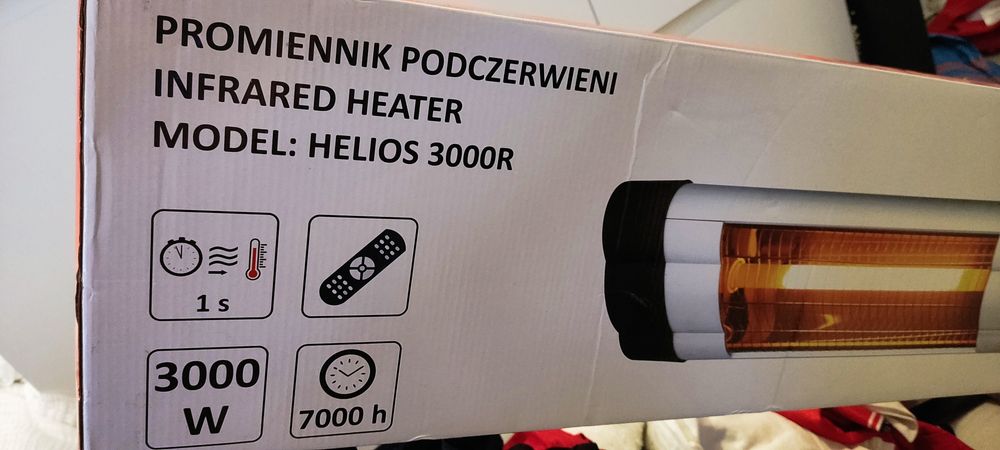 PROMIENNIK PODCZERWIENI
INFRARED HEATER
MODEL: HELIOS 3000R
1 s
3000
W
7000 h